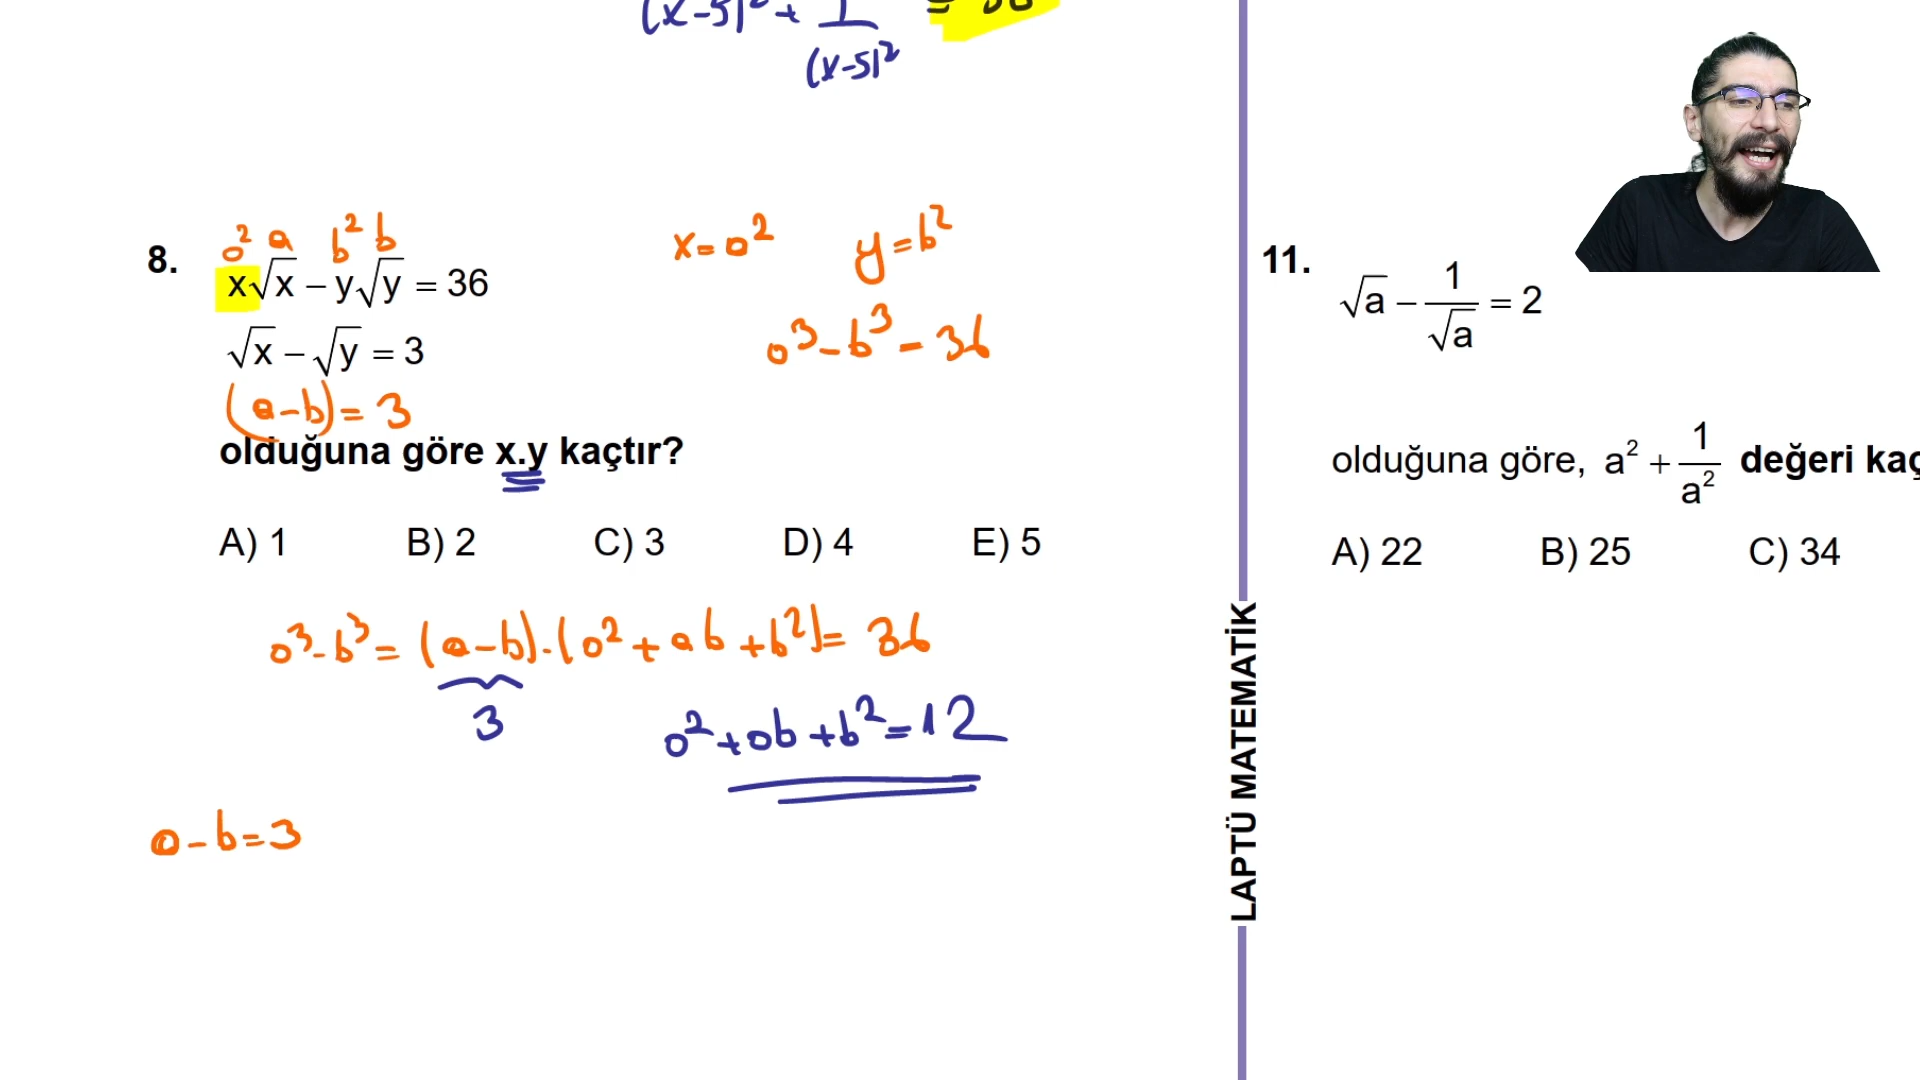 (x-5)² + 1
(x-5)²
a² a b² b
x = a² y = b²
8. x√x – y√y = 36
√x – √y = 3
a³ - b³ = 36
(a-b) = 3
olduğuna göre x.y kaçtır?
A) 1 B) 2 C) 3 D) 4 E) 5
a³ - b³ = (a-b).(a² + ab + b²) = 36
3
a² + ab + b² = 12
a - b = 3
LAPTÜ MATEMATİK
11. √a – 1/√a = 2
olduğuna göre, a² + 1/a² değeri
A) 22 B) 25 C) 34